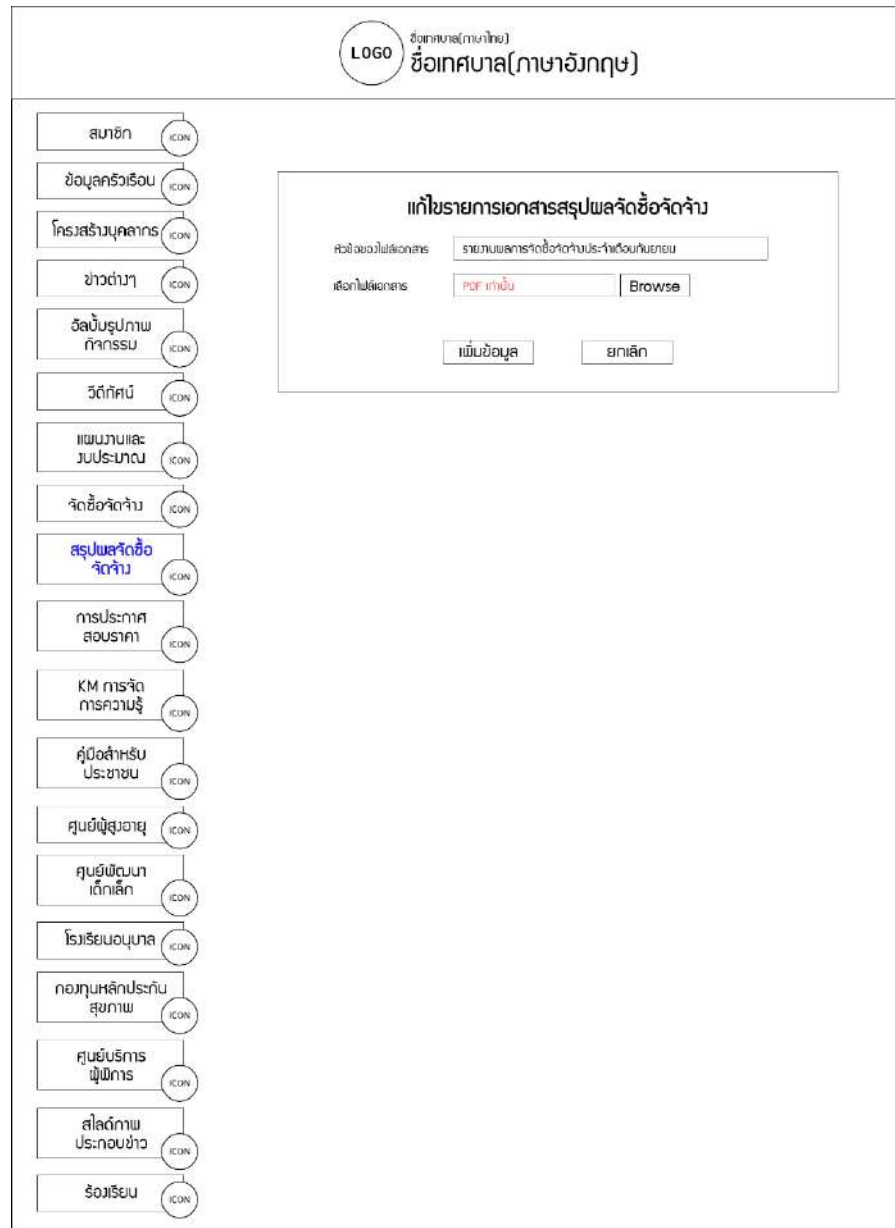 LOGO
ชื่อเทศบาล(ภาษาไทย)
ชื่อเทศบาล(ภาษาอังกฤษ)
สมาชิก
ICON
ข้อมูลครัวเรือน
ICON
โครงสร้างบุคลากร
ICON
ข่าวต่างๆ
ICON
อัลบั้มรูปภาพ
กิจกรรม
ICON
วิดีทัศน์
ICON
แผนงานและ
งบประมาณ
ICON
จัดซื้อจัดจ้าง
ICON
สรุปผลจัดซื้อ
จัดจ้าง
ICON
การประกาศ
สอบราคา
ICON
KM การจัด
การความรู้
ICON
คู่มือสำหรับ
ประชาชน
ICON
ศูนย์ผู้สูงอายุ
ICON
ศูนย์พัฒนา
เด็กเล็ก
ICON
โรงเรียนอนุบาล
ICON
กองทุนหลักประกัน
สุขภาพ
ICON
ศูนย์บริการ
ผู้พิการ
ICON
สไลด์ภาพ
ประกอบข่าว
ICON
ร้องเรียน
ICON
แก้ไขรายการเอกสารสรุปผลจัดซื้อจัดจ้าง
หัวข้อของไฟล์เอกสาร
รายงานผลการจัดซื้อจัดจ้างประจำเดือนกันยายน
เลือกไฟล์เอกสาร
PDF เท่านั้น
Browse
เพิ่มข้อมูล
ยกเลิก